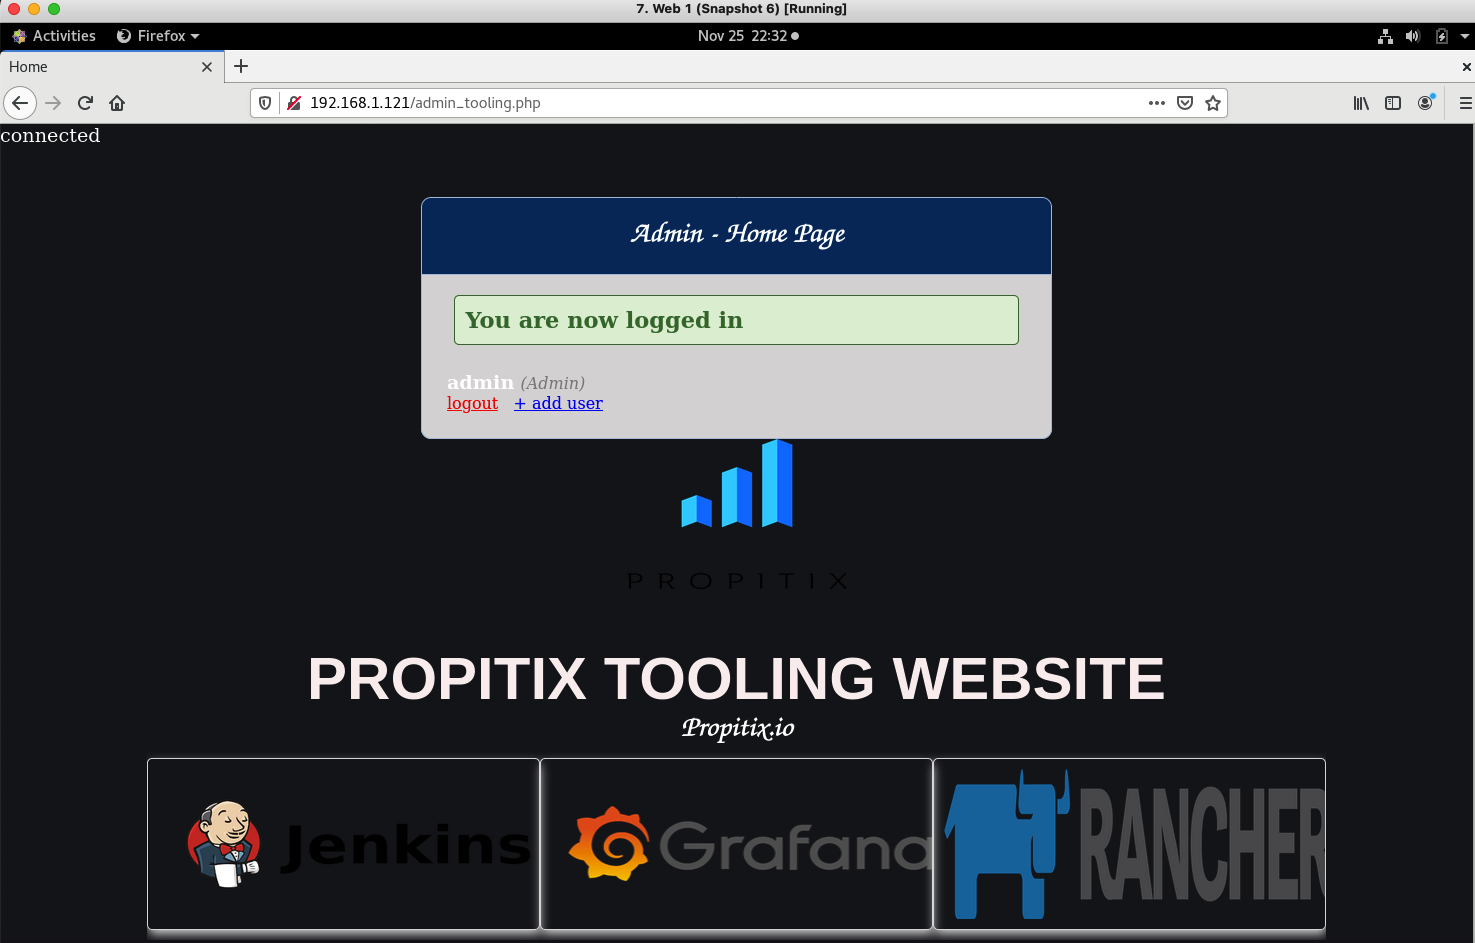 7. Web 1 (Snapshot 6) [Running]
Activities Firefox Nov 25 22:32
Home
192.168.1.121/admin_tooling.php
connected
Admin - Home Page
You are now logged in
admin (Admin)
logout + add user
PROPITIX
PROPITIX TOOLING WEBSITE
Propitix.io
Jenkins Grafana RANCHER